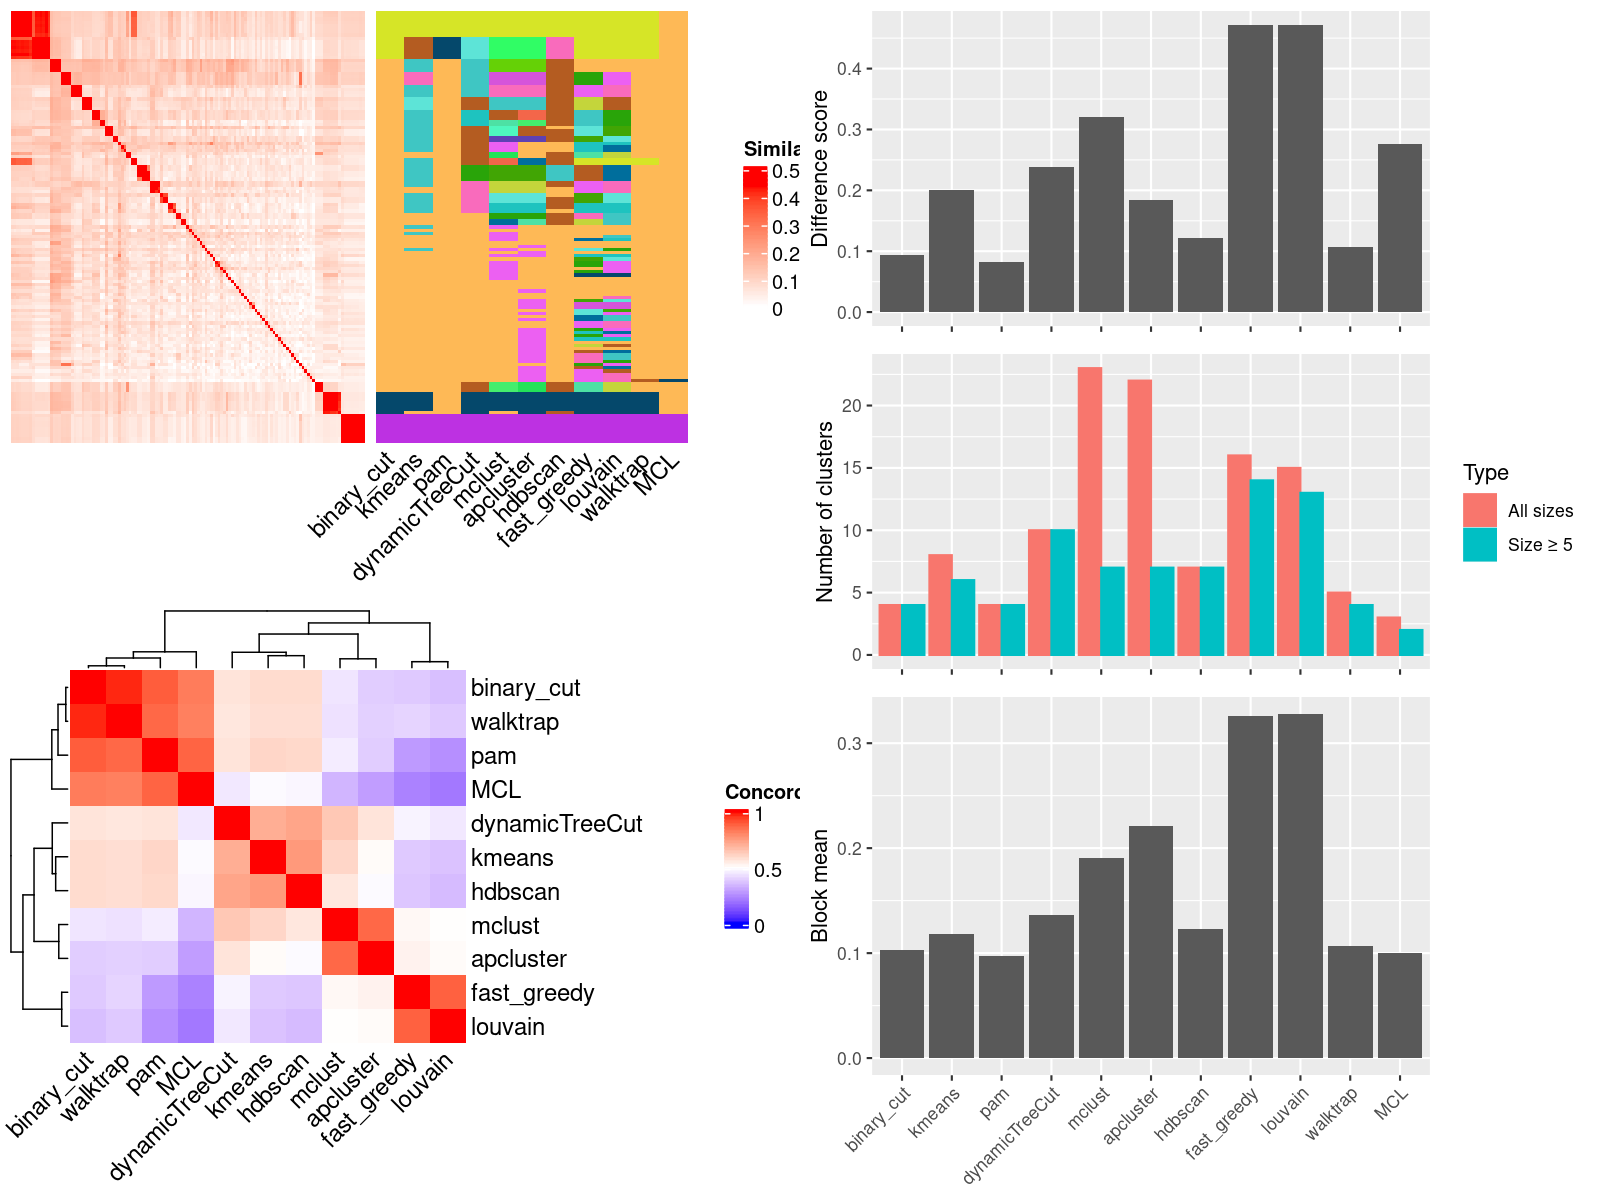 Simila
0.5
0.4
0.3
0.2
0.1
0
binary_cut
kmeans
pam
dynamicTreeCut
mclust
apcluster
hdbscan
fast_greedy
louvain
walktrap
MCL
Difference score
0.4
0.3
0.2
0.1
0.0
Number of clusters
20
15
10
5
0
Type
All sizes
Size ≥ 5
binary_cut
walktrap
pam
MCL
dynamicTreeCut
kmeans
hdbscan
mclust
apcluster
fast_greedy
louvain
binary_cut
walktrap
pam
MCL
dynamicTreeCut
kmeans
hdbscan
mclust
apcluster
fast_greedy
louvain
Concord
1
0.5
0
Block mean
0.3
0.2
0.1
0.0
binary_cut
kmeans
pam
dynamicTreeCut
mclust
apcluster
hdbscan
fast_greedy
louvain
walktrap
MCL